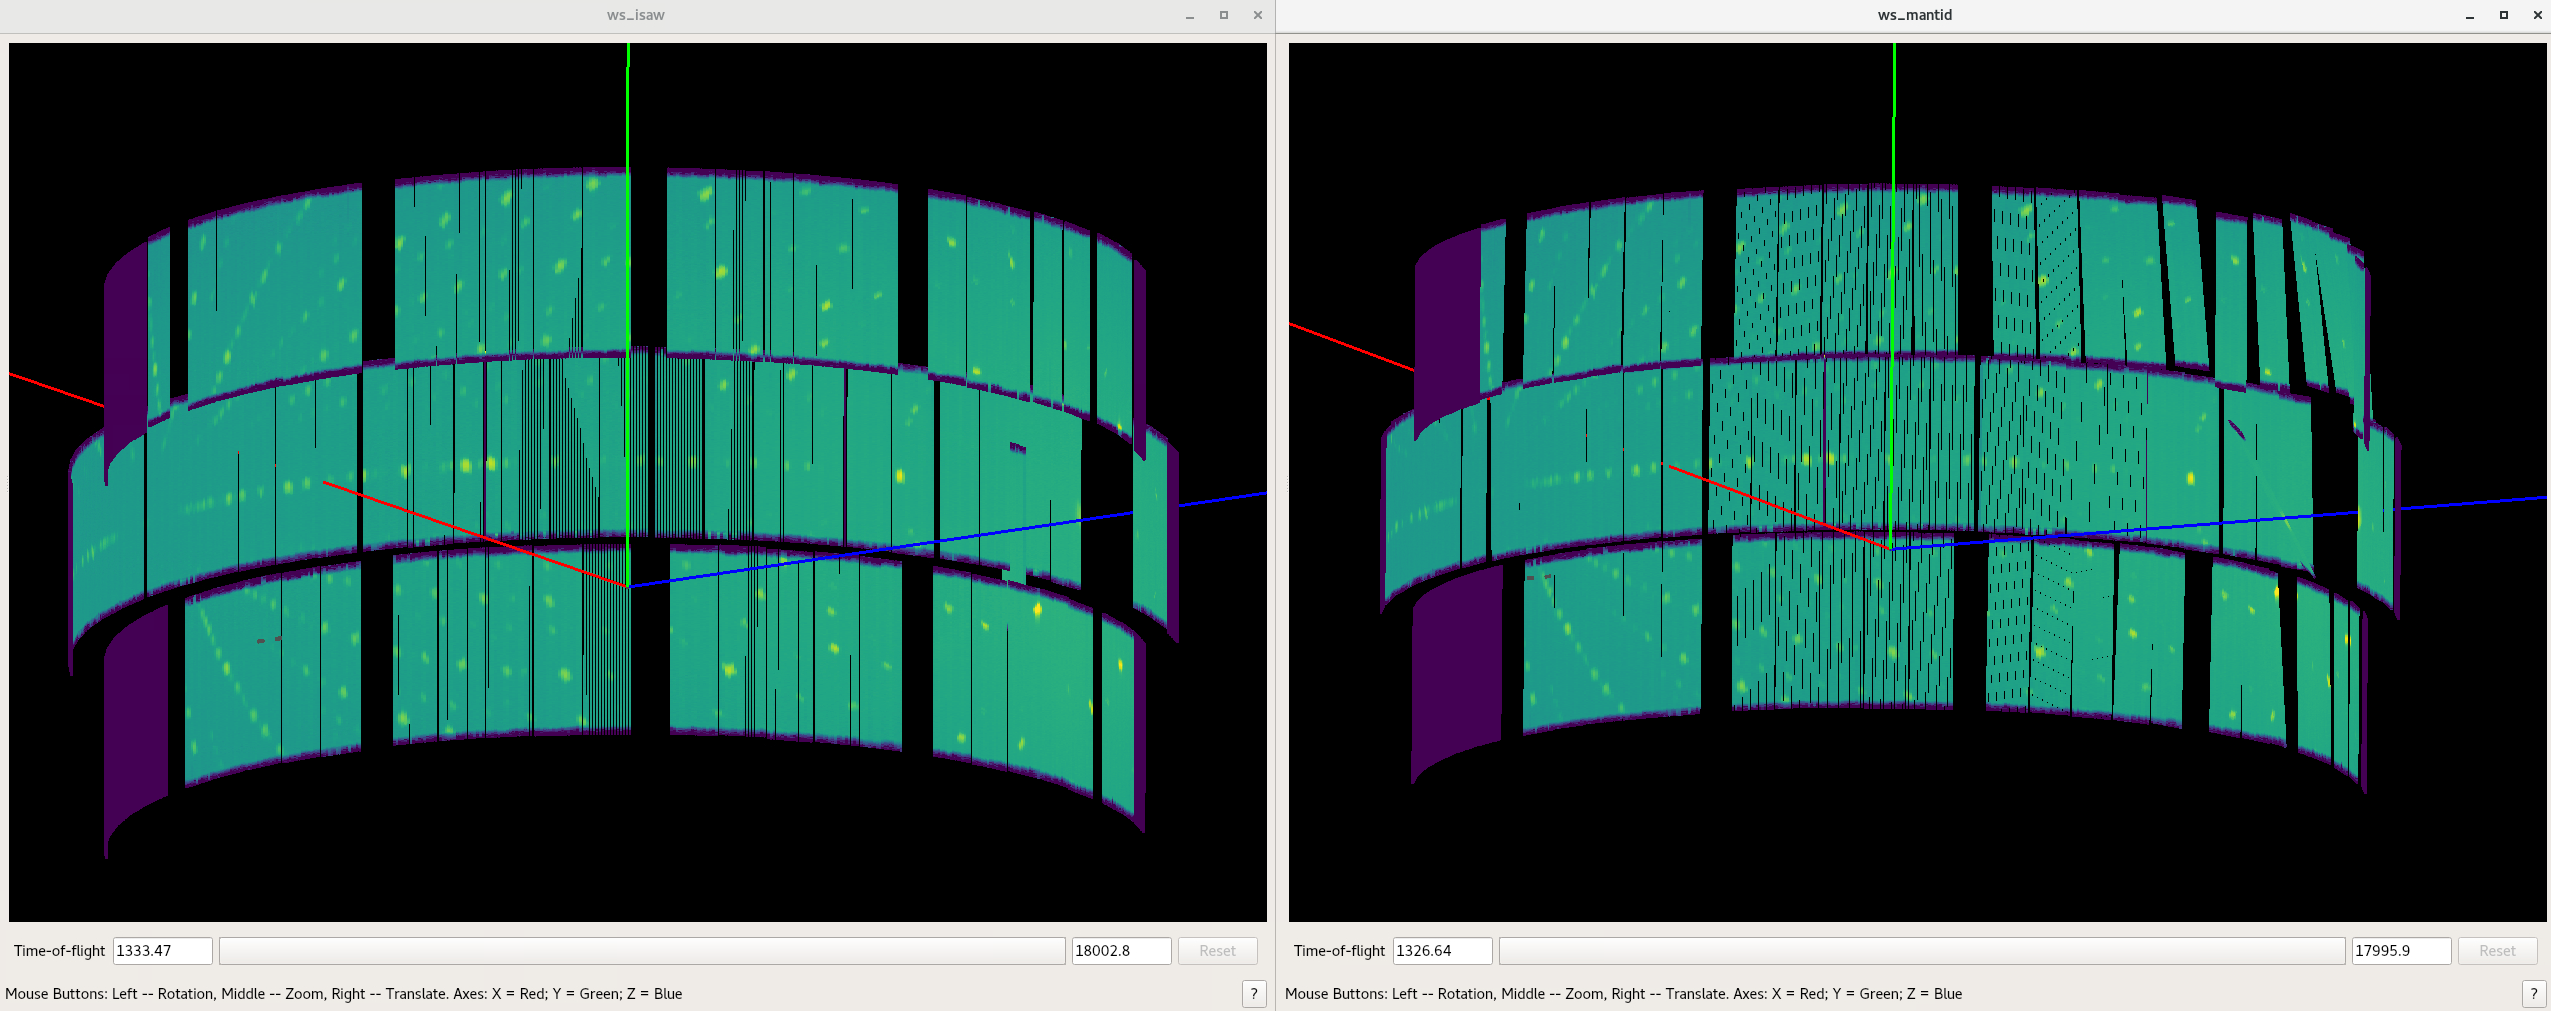 ws_isaw
ws_mantid
Time-of-flight 1333.47 18002.8 Reset
Time-of-flight 1326.64 17995.9 Reset
Mouse Buttons: Left -- Rotation, Middle -- Zoom, Right -- Translate. Axes: X = Red; Y = Green; Z = Blue ?
Mouse Buttons: Left -- Rotation, Middle -- Zoom, Right -- Translate. Axes: X = Red; Y = Green; Z = Blue ?